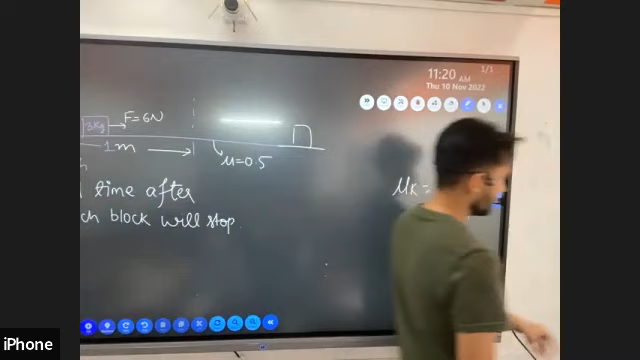 11:20 AM
1/1
Thu 10 Nov 2022
3Kg
F=6N
1m
μ=0.5
time after
μk=
ch block will stop.
iPhone